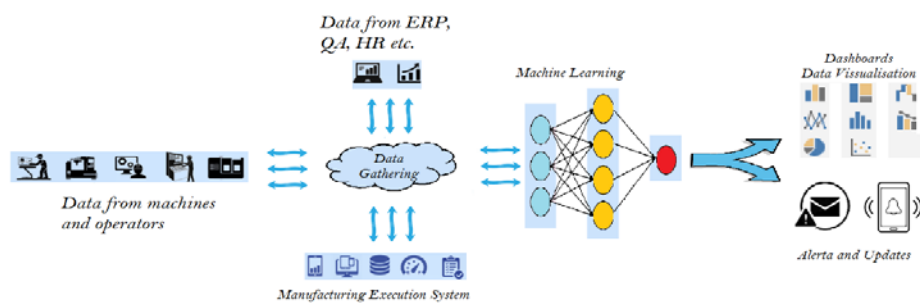 Data from ERP,
QA, HR etc.
Machine Learning
Dashboards
Data Visualisation
Data
Gathering
Data from machines
and operators
Alerta and Updates
Manufacturing Execution System